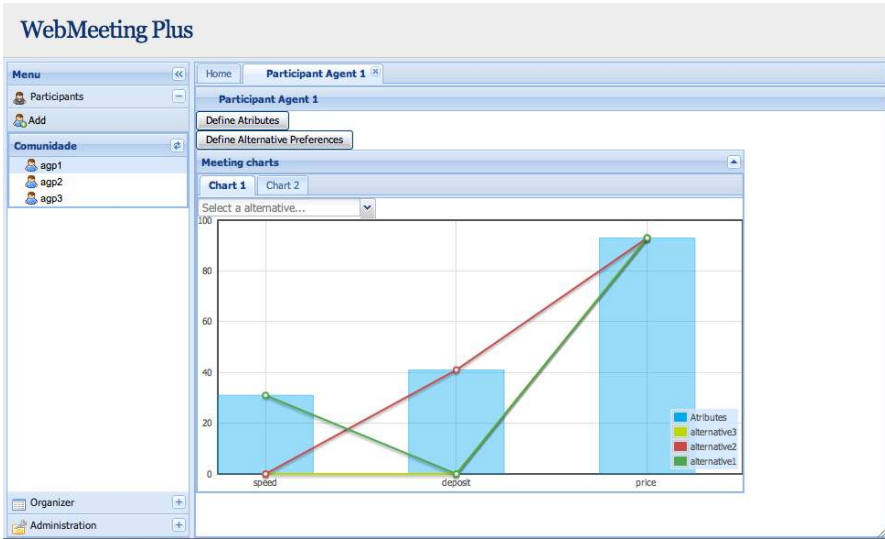 WebMeeting Plus
Menu
Participants
Add
Comunidade
agp1
agp2
agp3
Organizer
Administration
Home
Participant Agent 1
Participant Agent 1
Define Atributes
Define Alternative Preferences
Meeting charts
Chart 1
Chart 2
Select a alternative...
100
80
60
40
20
0
speed
deposit
price
Atributes
alternative3
alternative2
alternative1